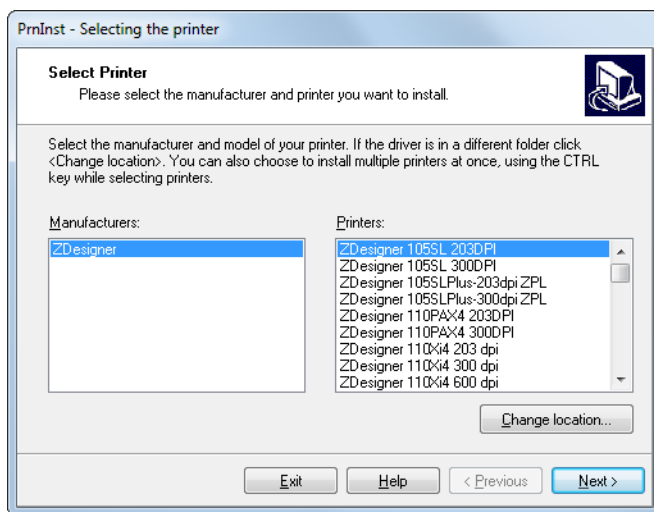 PrnInst - Selecting the printer
Select Printer
Please select the manufacturer and printer you want to install.
Select the manufacturer and model of your printer. If the driver is in a different folder click
<Change location>. You can also choose to install multiple printers at once, using the CTRL
key while selecting printers.
Manufacturers:
ZDesigner
Printers:
ZDesigner 105SL 203DPI
ZDesigner 105SL 300DPI
ZDesigner 105SLPlus-203dpi ZPL
ZDesigner 105SLPlus-300dpi ZPL
ZDesigner 110PAX4 203DPI
ZDesigner 110PAX4 300DPI
ZDesigner 110Xi4 203 dpi
ZDesigner 110Xi4 300 dpi
ZDesigner 110Xi4 600 dpi
Change location...
Exit
Help
< Previous
Next >